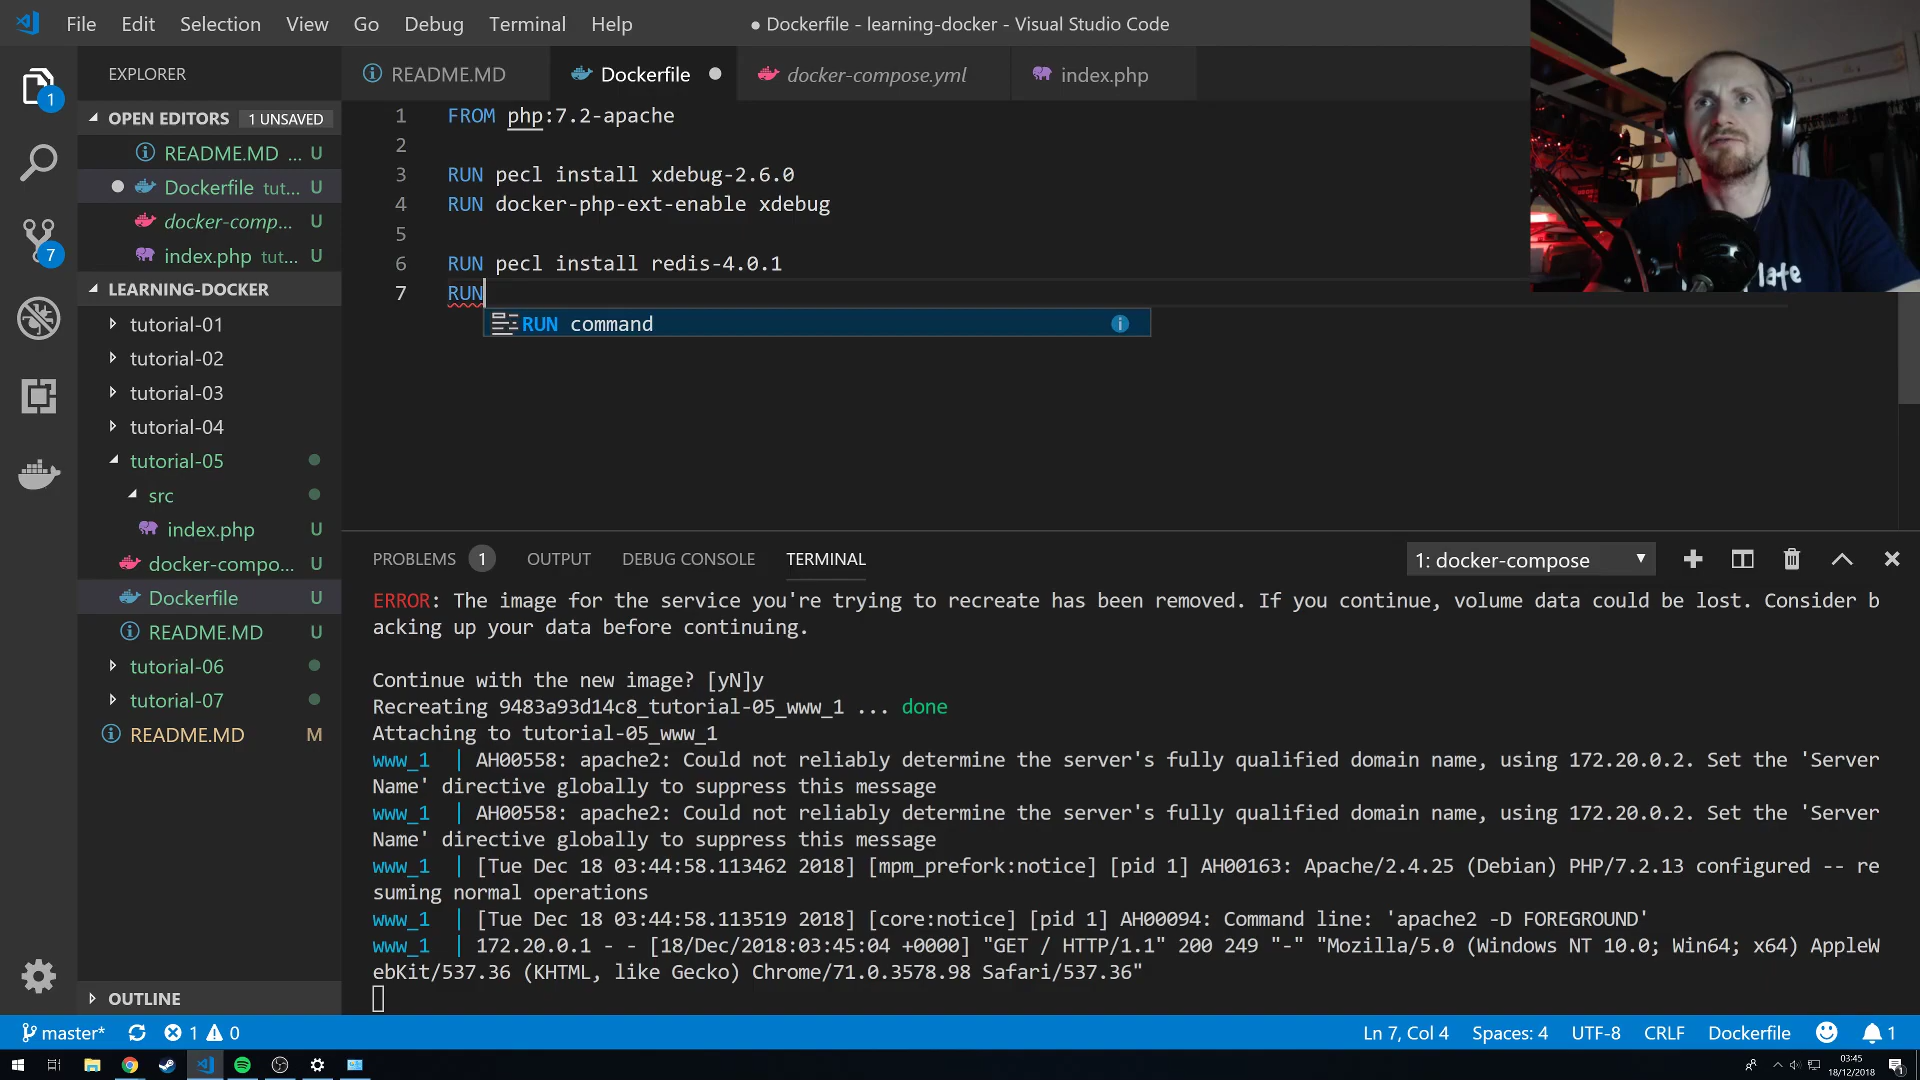 File Edit Selection View Go Debug Terminal Help
● Dockerfile - learning-docker - Visual Studio Code
EXPLORER
README.MD
Dockerfile
docker-compose.yml
index.php
OPEN EDITORS 1 UNSAVED
README.MD ... U
Dockerfile tut... U
docker-comp... U
index.php tut... U
LEARNING-DOCKER
tutorial-01
tutorial-02
tutorial-03
tutorial-04
tutorial-05
src
index.php U
docker-compo... U
Dockerfile U
README.MD U
tutorial-06
tutorial-07
README.MD M
OUTLINE
1
7
1 FROM php:7.2-apache
2
3 RUN pecl install xdebug-2.6.0
4 RUN docker-php-ext-enable xdebug
5
6 RUN pecl install redis-4.0.1
7 RUN
RUN command
late
PROBLEMS 1 OUTPUT DEBUG CONSOLE TERMINAL
1: docker-compose
ERROR: The image for the service you're trying to recreate has been removed. If you continue, volume data could be lost. Consider b
acking up your data before continuing.
Continue with the new image? [yN]y
Recreating 9483a93d14c8_tutorial-05_www_1 ... done
Attaching to tutorial-05_www_1
www_1 | AH00558: apache2: Could not reliably determine the server's fully qualified domain name, using 172.20.0.2. Set the 'Server
Name' directive globally to suppress this message
www_1 | AH00558: apache2: Could not reliably determine the server's fully qualified domain name, using 172.20.0.2. Set the 'Server
Name' directive globally to suppress this message
www_1 | [Tue Dec 18 03:44:58.113462 2018] [mpm_prefork:notice] [pid 1] AH00163: Apache/2.4.25 (Debian) PHP/7.2.13 configured -- re
suming normal operations
www_1 | [Tue Dec 18 03:44:58.113519 2018] [core:notice] [pid 1] AH00094: Command line: 'apache2 -D FOREGROUND'
www_1 | 172.20.0.1 - - [18/Dec/2018:03:45:04 +0000] "GET / HTTP/1.1" 200 249 "-" "Mozilla/5.0 (Windows NT 10.0; Win64; x64) AppleW
ebKit/537.36 (KHTML, like Gecko) Chrome/71.0.3578.98 Safari/537.36"
master* 1 0
Ln 7, Col 4 Spaces: 4 UTF-8 CRLF Dockerfile 1
03:45
18/12/2018